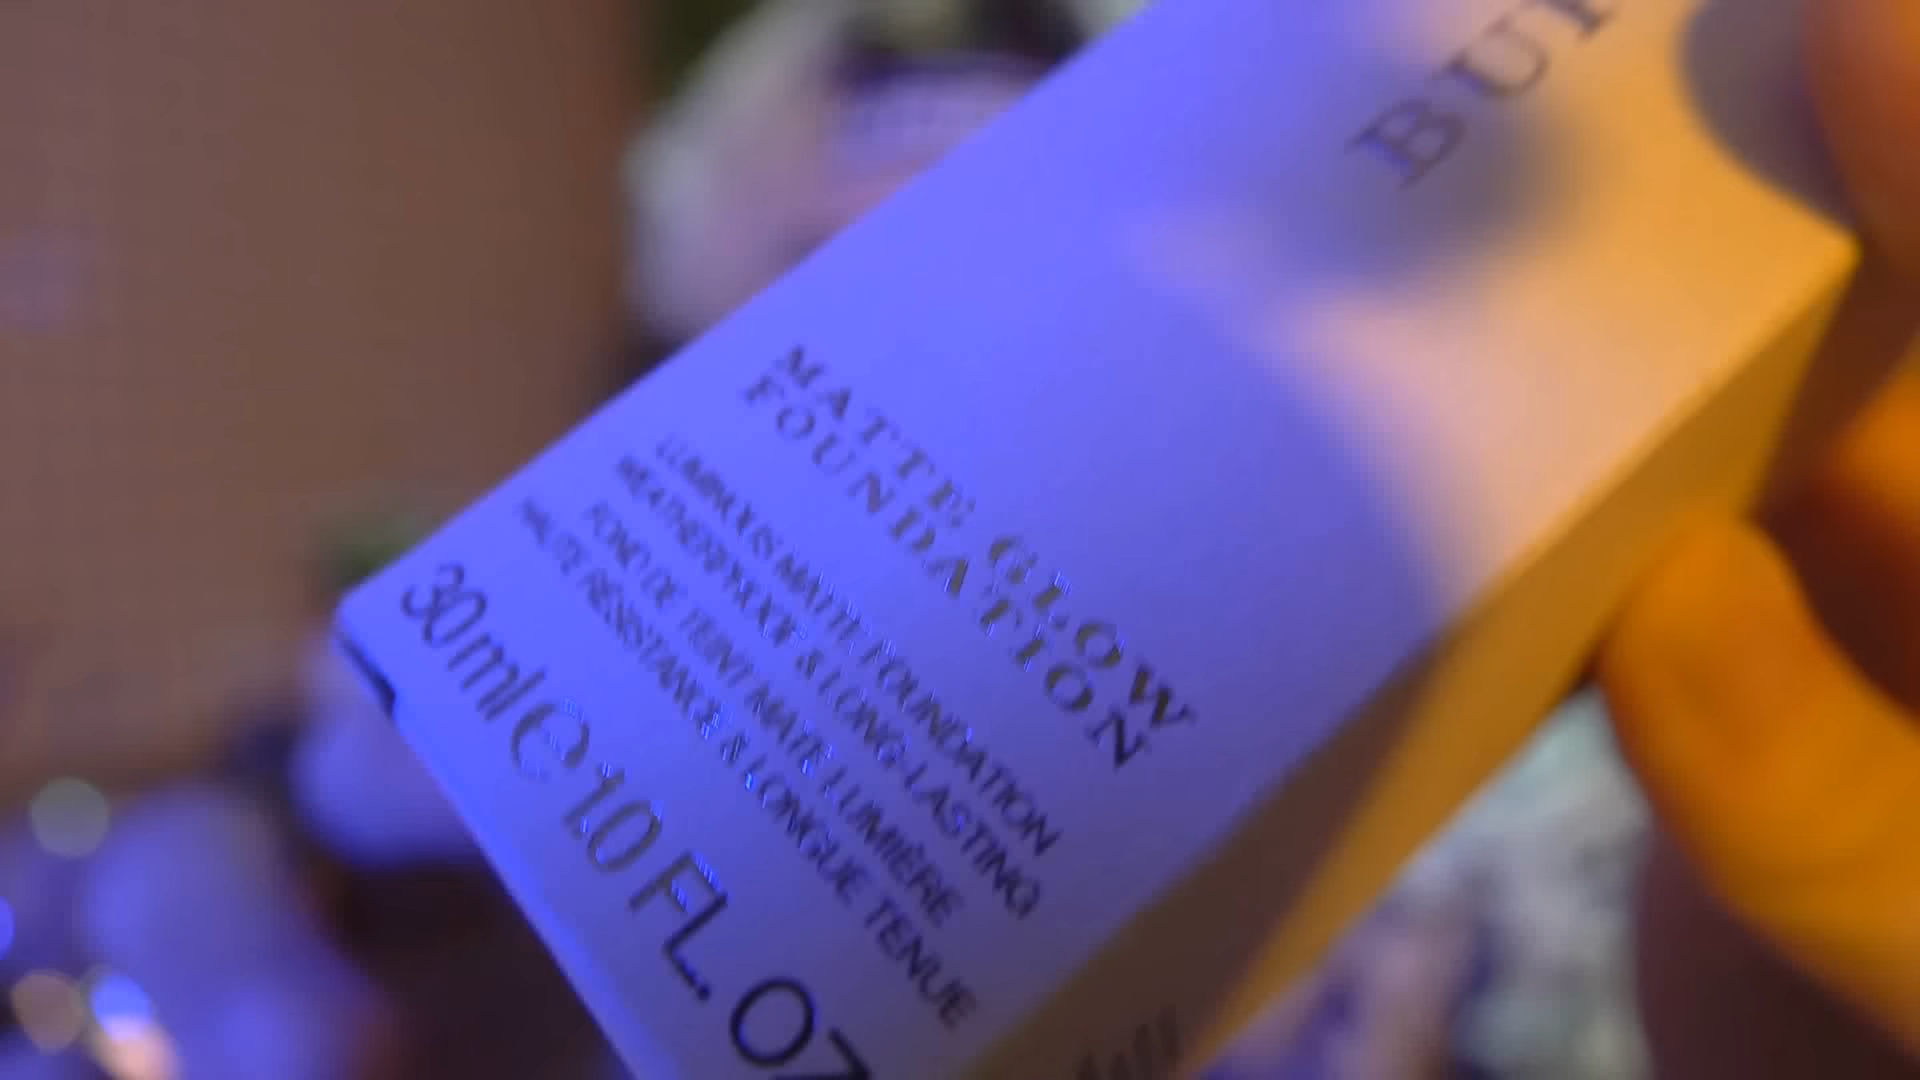 BUR
MATTE GLOW
FOUNDATION
LUMINOUS MATTE FOUNDATION
WEATHERPROOF & LONG-LASTING
FOND DE TEINT MATE LUMIÈRE
HAUTE RÉSISTANCE & LONGUE TENUE
30ml e 1.0 FL. OZ